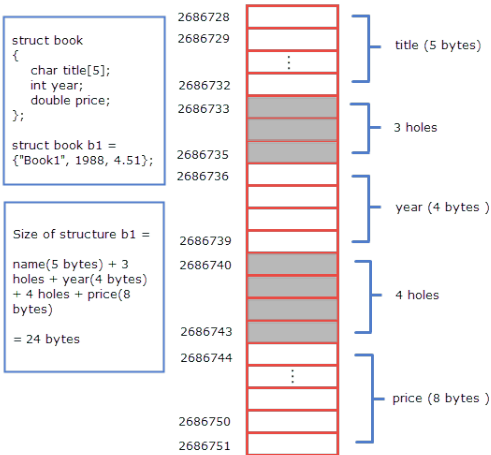 struct book
{
char title[5];
int year;
double price;
};
struct book b1 =
{"Book1", 1988, 4.51};
Size of structure b1 =
name(5 bytes) + 3
holes + year(4 bytes)
+ 4 holes + price(8
bytes)
= 24 bytes
2686728
2686729
⋮
2686732
2686733
2686735
2686736
2686739
2686740
2686743
2686744
⋮
2686750
2686751
title (5 bytes)
3 holes
year (4 bytes )
4 holes
price (8 bytes )